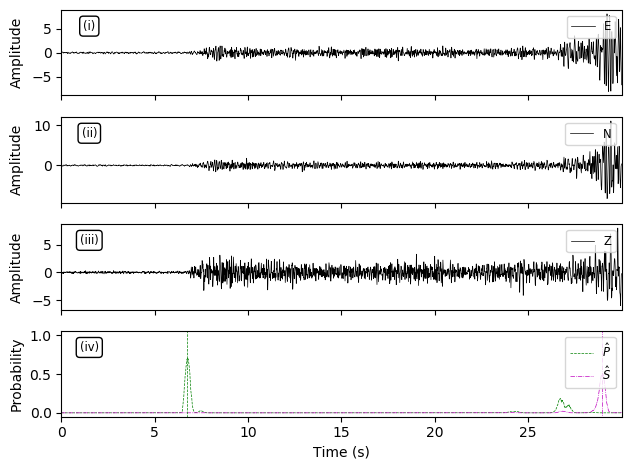 (i)
E
5
0
−5
Amplitude
(ii)
N
10
0
Amplitude
(iii)
Z
5
0
−5
Amplitude
(iv)
P̂
Ŝ
1.0
0.5
0.0
Probability
0 5 10 15 20 25
Time (s)